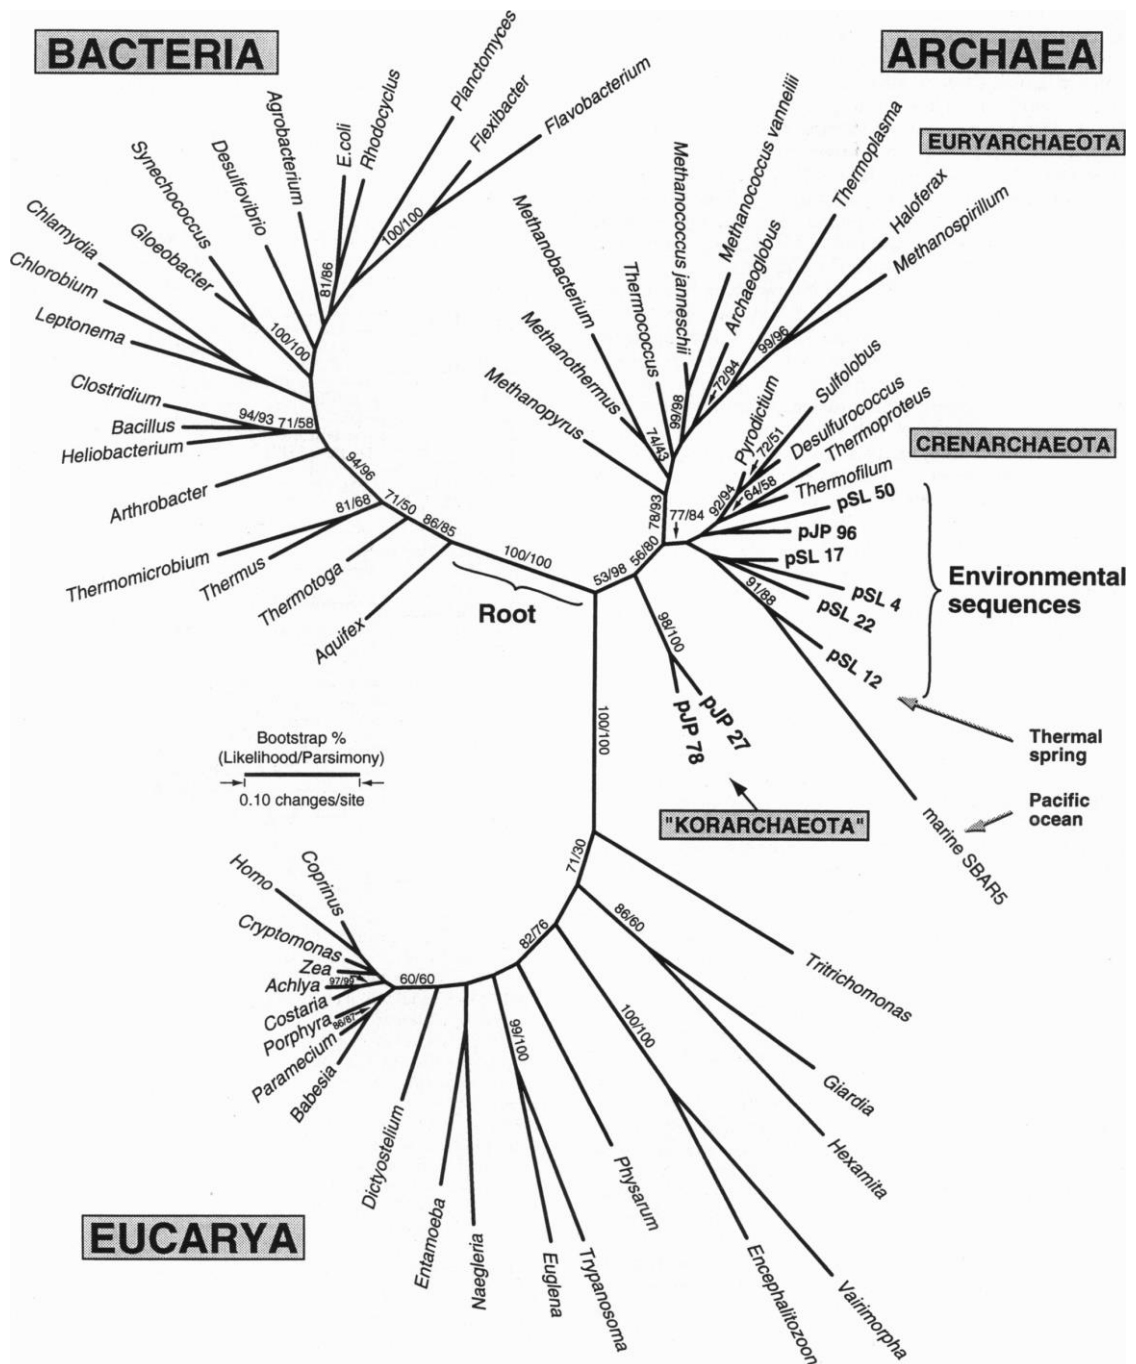 BACTERIA
ARCHAEA
EURYARCHAEOTA
CRENARCHAEOTA
Planctomyces
Flexibacter
Flavobacterium
Rhodocyclus
E.coli
Agrobacterium
Desulfovibrio
Synechococcus
Gloeobacter
Chlamydia
Chlorobium
Leptonema
Clostridium
Bacillus
Heliobacterium
Arthrobacter
Thermomicrobium
Thermus
Thermotoga
Aquifex
81/86
100/100
100/100
94/93
71/58
94/96
81/68
71/50
86/85
100/100
Root
Methanopyrus
Methanothermus
Methanobacterium
Thermococcus
Methanococcus janneschii
Methanococcus vanneilii
Archaeoglobus
Thermoplasma
Haloferax
Methanospirillum
74/43
99/98
72/94
99/96
78/93
77/84
56/80
53/98
Pyrodictium
Sulfolobus
Desulfurococcus
Thermoproteus
Thermofilum
92/94
72/51
64/58
pSL 50
pJP 96
pSL 17
pSL 4
pSL 22
pSL 12
91/88
Environmental
sequences
Thermal
spring
Pacific
ocean
marine SBAR5
98/100
pJP 27
pJP 78
"KORARCHAEOTA"
100/100
Bootstrap %
(Likelihood/Parsimony)
0.10 changes/site
71/30
86/60
82/76
100/100
99/100
60/60
97/99
86/87
Homo
Coprinus
Cryptomonas
Zea
Achlya
Costaria
Porphyra
Paramecium
Babesia
Dictyostelium
Entamoeba
Naegleria
Euglena
Trypanosoma
Physarum
Encephalitozoon
Vairimorpha
Hexamita
Giardia
Tritrichomonas
EUCARYA